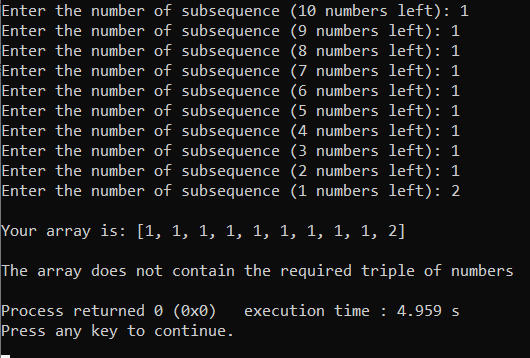 Enter the number of subsequence (10 numbers left): 1
Enter the number of subsequence (9 numbers left): 1
Enter the number of subsequence (8 numbers left): 1
Enter the number of subsequence (7 numbers left): 1
Enter the number of subsequence (6 numbers left): 1
Enter the number of subsequence (5 numbers left): 1
Enter the number of subsequence (4 numbers left): 1
Enter the number of subsequence (3 numbers left): 1
Enter the number of subsequence (2 numbers left): 1
Enter the number of subsequence (1 numbers left): 2
Your array is: [1, 1, 1, 1, 1, 1, 1, 1, 1, 2]
The array does not contain the required triple of numbers
Process returned 0 (0x0)   execution time : 4.959 s
Press any key to continue.